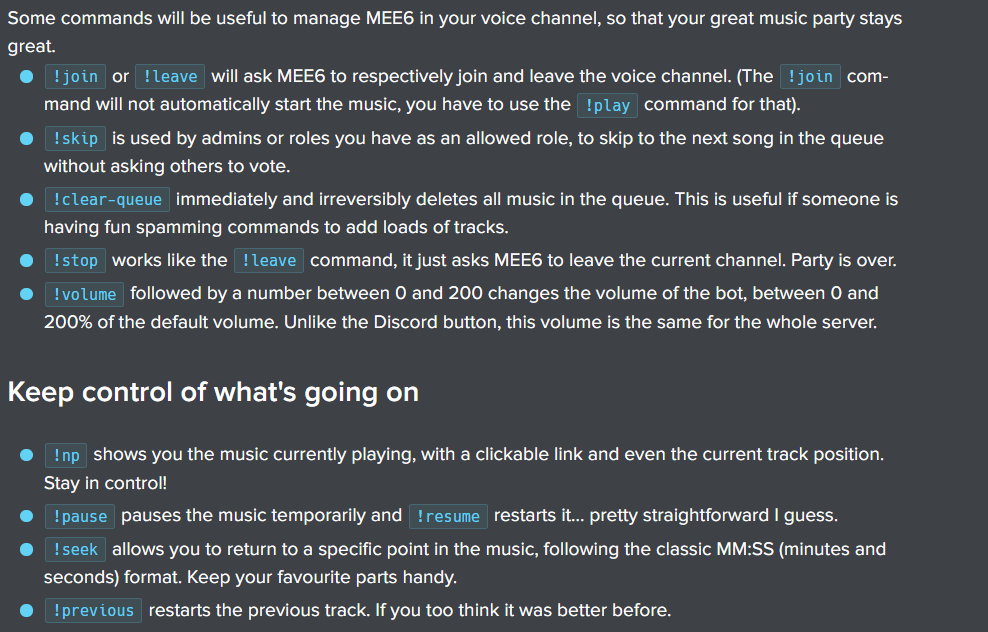 Some commands will be useful to manage MEE6 in your voice channel, so that your great music party stays
great.
!join or !leave will ask MEE6 to respectively join and leave the voice channel. (The !join com-
mand will not automatically start the music, you have to use the !play command for that).
!skip is used by admins or roles you have as an allowed role, to skip to the next song in the queue
without asking others to vote.
!clear-queue immediately and irreversibly deletes all music in the queue. This is useful if someone is
having fun spamming commands to add loads of tracks.
!stop works like the !leave command, it just asks MEE6 to leave the current channel. Party is over.
!volume followed by a number between 0 and 200 changes the volume of the bot, between 0 and
200% of the default volume. Unlike the Discord button, this volume is the same for the whole server.
Keep control of what's going on
!np shows you the music currently playing, with a clickable link and even the current track position.
Stay in control!
!pause pauses the music temporarily and !resume restarts it... pretty straightforward I guess.
!seek allows you to return to a specific point in the music, following the classic MM:SS (minutes and
seconds) format. Keep your favourite parts handy.
!previous restarts the previous track. If you too think it was better before.